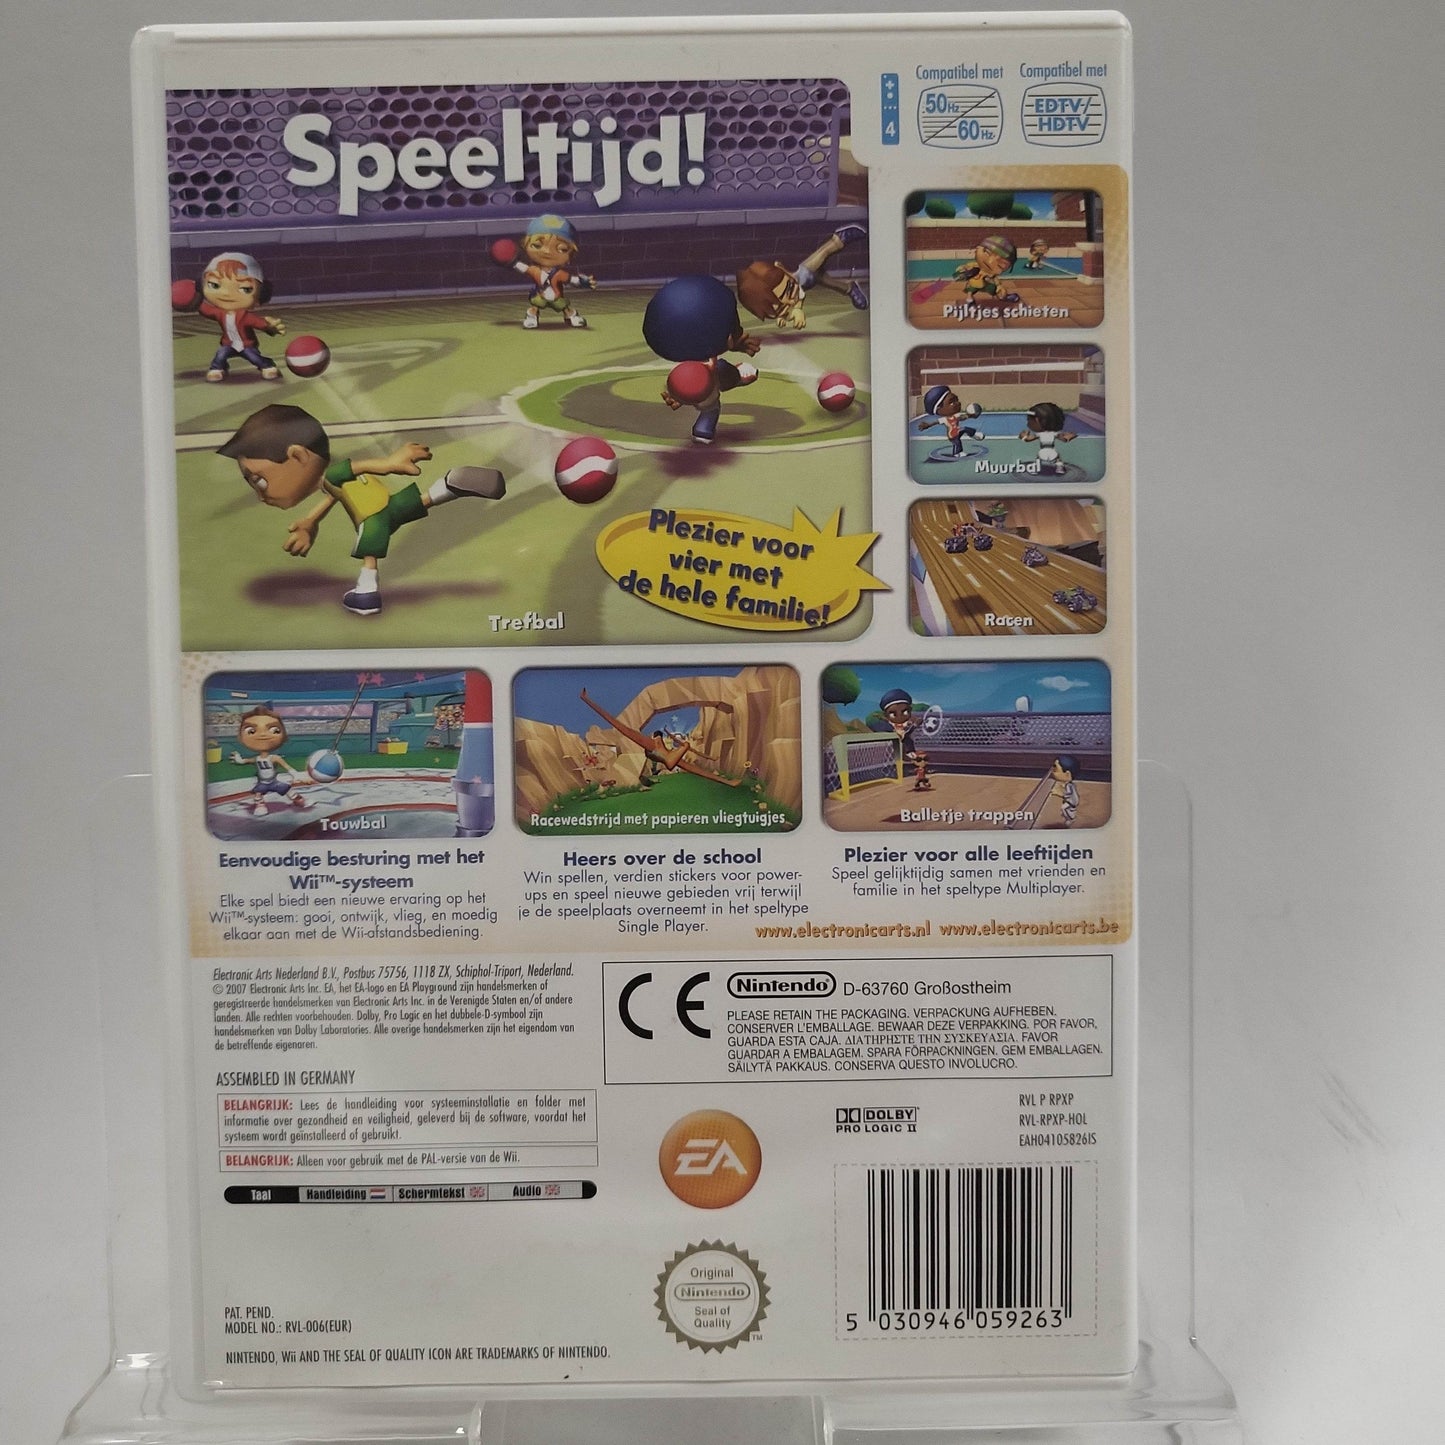 Speeltijd!
4
Compatibel met
50Hz
60Hz
Compatibel met
EDTV/
HDTV
Pijltjes schieten
Muurbal
Racen
Plezier voor
vier met
de hele familie!
Trefbal
Touwbal
Racewedstrijd met papieren vliegtuigjes
Balletje trappen
Eenvoudige besturing met het
Wii™-systeem
Elke spel biedt een nieuwe ervaring op het
Wii™-systeem: gooi, ontwijk, vlieg, en moedig
elkaar aan met de Wii-afstandsbediening.
Heers over de school
Win spellen, verdien stickers voor power-
ups en speel nieuwe gebieden vrij terwijl
je de speelplaats overneemt in het speltype
Single Player.
Plezier voor alle leeftijden
Speel gelijktijdig samen met vrienden en
familie in het speltype Multiplayer.
www.electronicarts.nl www.electronicarts.be
Electronic Arts Nederland B.V., Postbus 75756, 1118 ZX, Schiphol-Triport, Nederland.
© 2007 Electronic Arts Inc. EA, het EA-logo en EA Playground zijn handelsmerken of
geregistreerde handelsmerken van Electronic Arts Inc. in de Verenigde Staten en/of andere
landen. Alle rechten voorbehouden. Dolby, Pro Logic en het dubbele-D-symbool zijn
handelsmerken van Dolby Laboratories. Alle overige handelsmerken zijn het eigendom van
de betreffende eigenaren.
ASSEMBLED IN GERMANY
BELANGRIJK: Lees de handleiding voor systeeminstallatie en folder met
informatie over gezondheid en veiligheid, geleverd bij de software, voordat het
systeem wordt geïnstalleerd of gebruikt.
BELANGRIJK: Alleen voor gebruik met de PAL-versie van de Wii.
Taal Handleiding Schermtekst Audio
CE
Nintendo® D-63760 Großostheim
PLEASE RETAIN THE PACKAGING. VERPACKUNG AUFHEBEN.
CONSERVER L'EMBALLAGE. BEWAAR DEZE VERPAKKING. POR FAVOR,
GUARDA ESTA CAJA. ΔΙΑΤΗΡΗΣΤΕ ΤΗΝ ΣΥΣΚΕΥΑΣΙΑ. FAVOR
GUARDAR A EMBALAGEM. SPARA FÖRPACKNINGEN. GEM EMBALLAGEN.
SÄILYTÄ PAKKAUS. CONSERVA QUESTO INVOLUCRO.
EA
DOLBY
PRO LOGIC II
RVL P RPXP
RVL-RPXP-HOL
EAH04105826IS
Original
Nintendo
Seal of
Quality
TM
5 030946 059263
PAT. PEND.
MODEL NO.: RVL-006(EUR)
NINTENDO, Wii AND THE SEAL OF QUALITY ICON ARE TRADEMARKS OF NINTENDO.